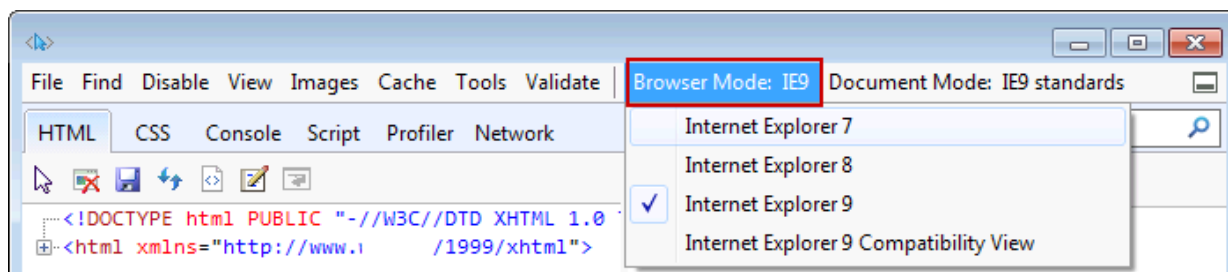 File Find Disable View Images Cache Tools Validate Browser Mode: IE9 Document Mode: IE9 standards
HTML CSS Console Script Profiler Network
Internet Explorer 7
Internet Explorer 8
Internet Explorer 9
Internet Explorer 9 Compatibility View
<!DOCTYPE html PUBLIC "-//W3C//DTD XHTML 1.0
<html xmlns="http://www. /1999/xhtml">